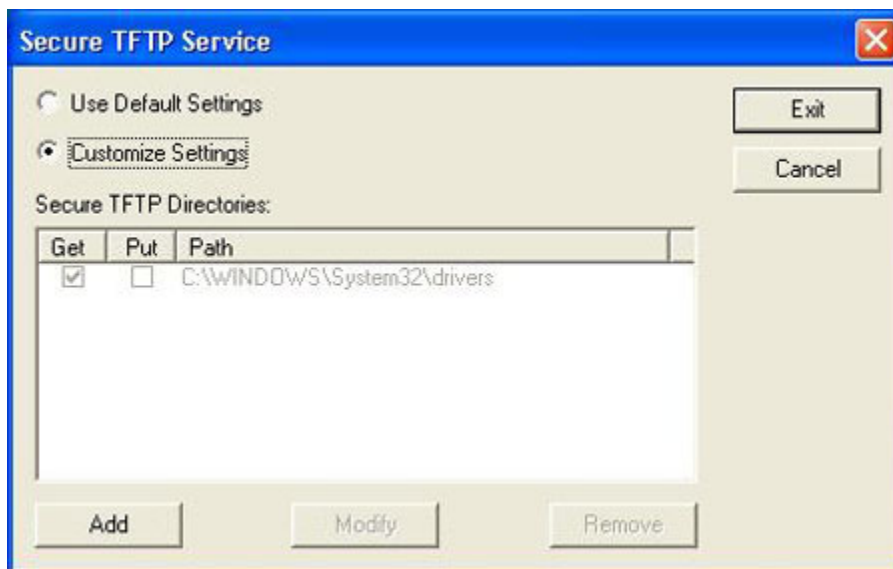 Secure TFTP Service
Use Default Settings
Exit
Customize Settings
Cancel
Secure TFTP Directories:
Get Put Path
C:\WINDOWS\System32\drivers
Add Modify Remove